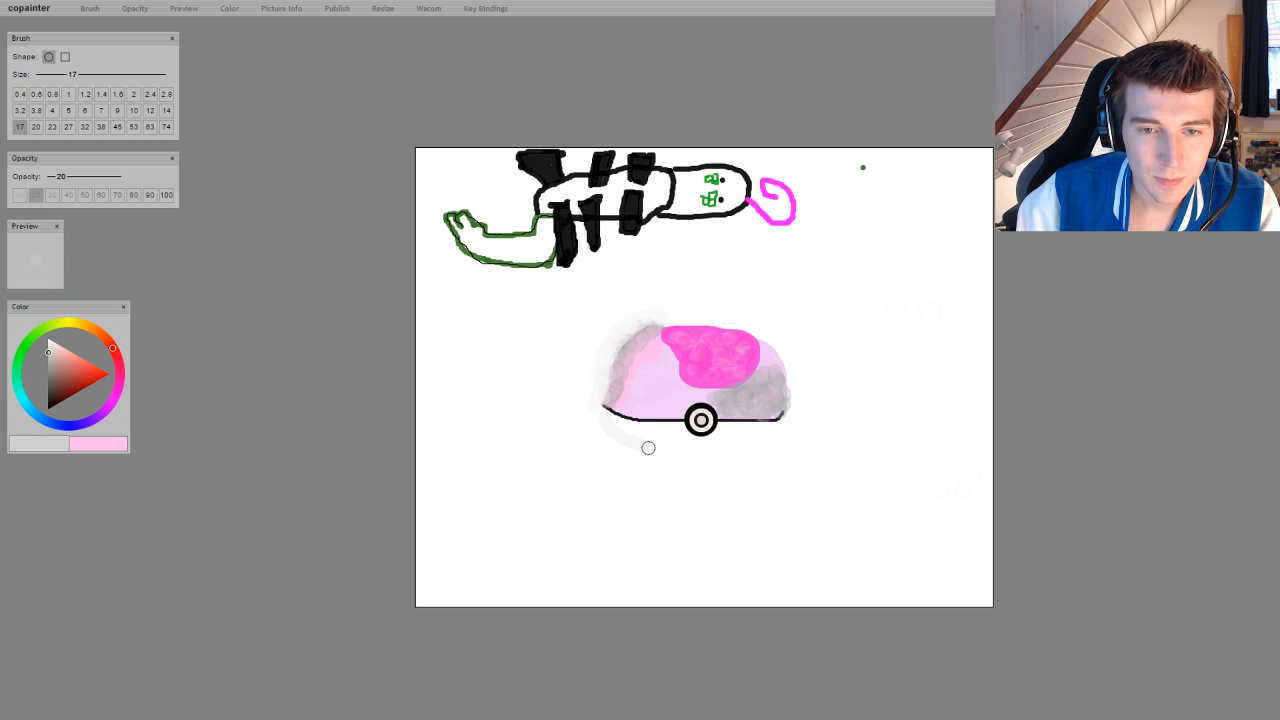 copainter Brush Opacity Preview Color Picture Info Publish Resize Wacom Key Bindings
Brush ×
Shape:
Size: 17
0.4 0.6 0.8 1 1.2 1.4 1.6 2 2.4 2.8
3.2 3.8 4 5 6 7 9 10 12 14
17 20 23 27 32 38 45 53 63 74
Opacity ×
Opacity: 20
20 30 40 50 60 70 80 90 100
Preview ×
Color ×